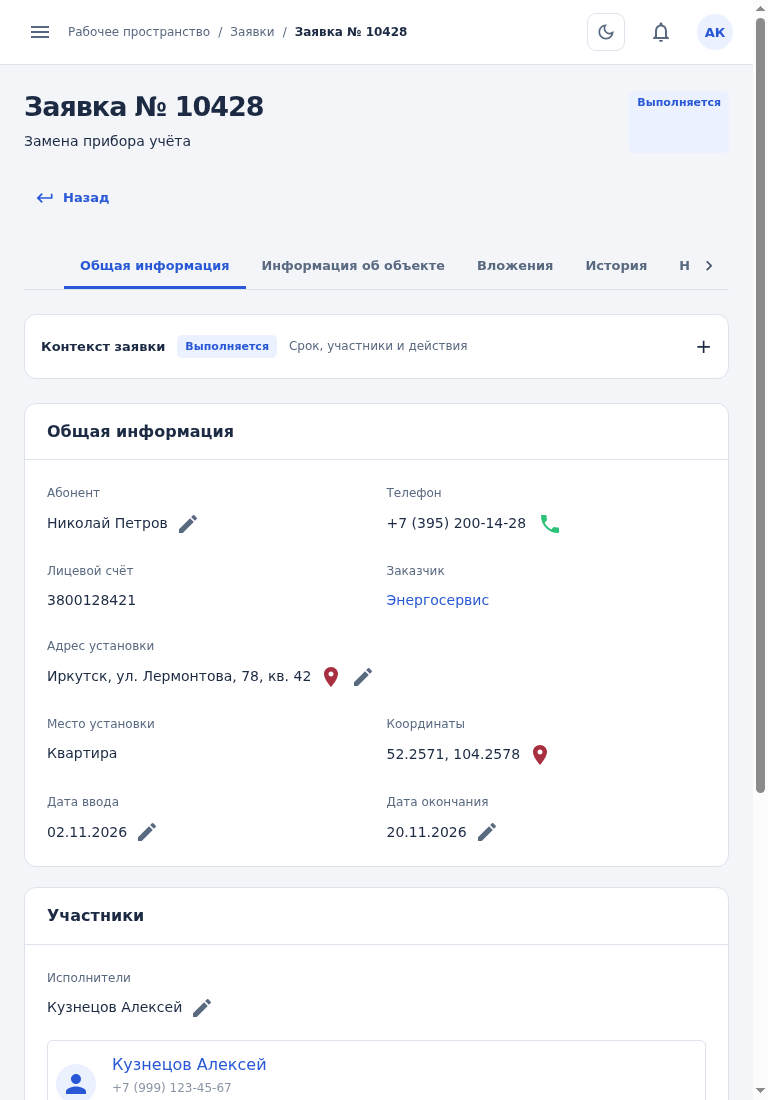 Рабочее пространство / Заявки / Заявка № 10428
АК
Заявка № 10428
Выполняется
Замена прибора учёта
Назад
Общая информация Информация об объекте Вложения История Н
Контекст заявки Выполняется Срок, участники и действия
Общая информация
Абонент Телефон
Николай Петров +7 (395) 200-14-28
Лицевой счёт Заказчик
3800128421 Энергосервис
Адрес установки
Иркутск, ул. Лермонтова, 78, кв. 42
Место установки Координаты
Квартира 52.2571, 104.2578
Дата ввода Дата окончания
02.11.2026 20.11.2026
Участники
Исполнители
Кузнецов Алексей
Кузнецов Алексей
+7 (999) 123-45-67